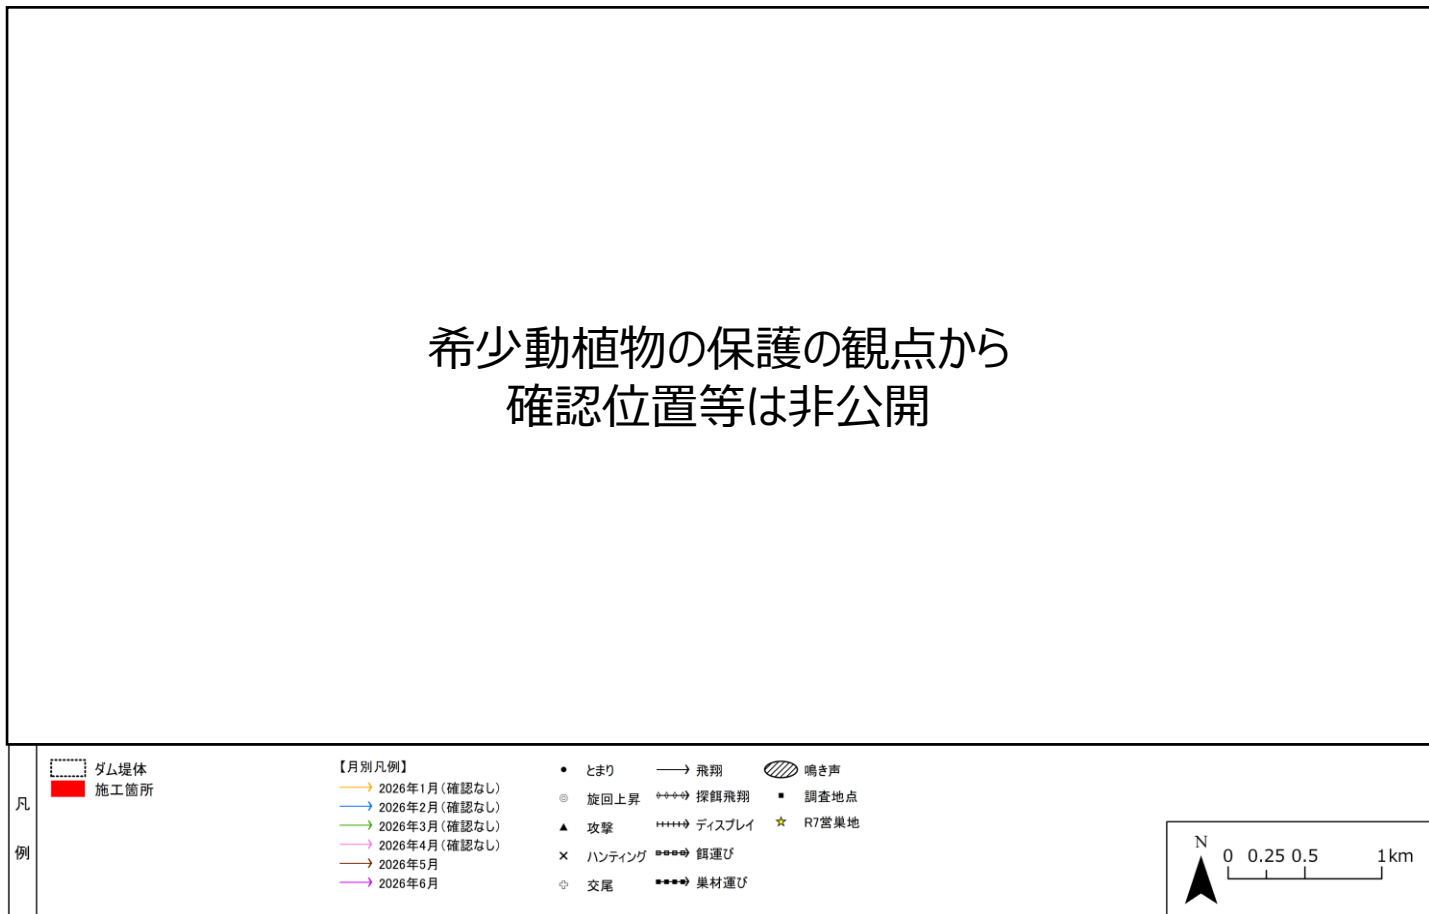 希少動植物の保護の観点から
確認位置等は非公開
凡例
ダム堤体
施工箇所
【月別凡例】
2026年1月(確認なし)
2026年2月(確認なし)
2026年3月(確認なし)
2026年4月(確認なし)
2026年5月
2026年6月
とまり
旋回上昇
攻撃
ハンティング
交尾
飛翔
探餌飛翔
ディスプレイ
餌運び
巣材運び
鳴き声
調査地点
R7営巣地
N
0 0.25 0.5 1km